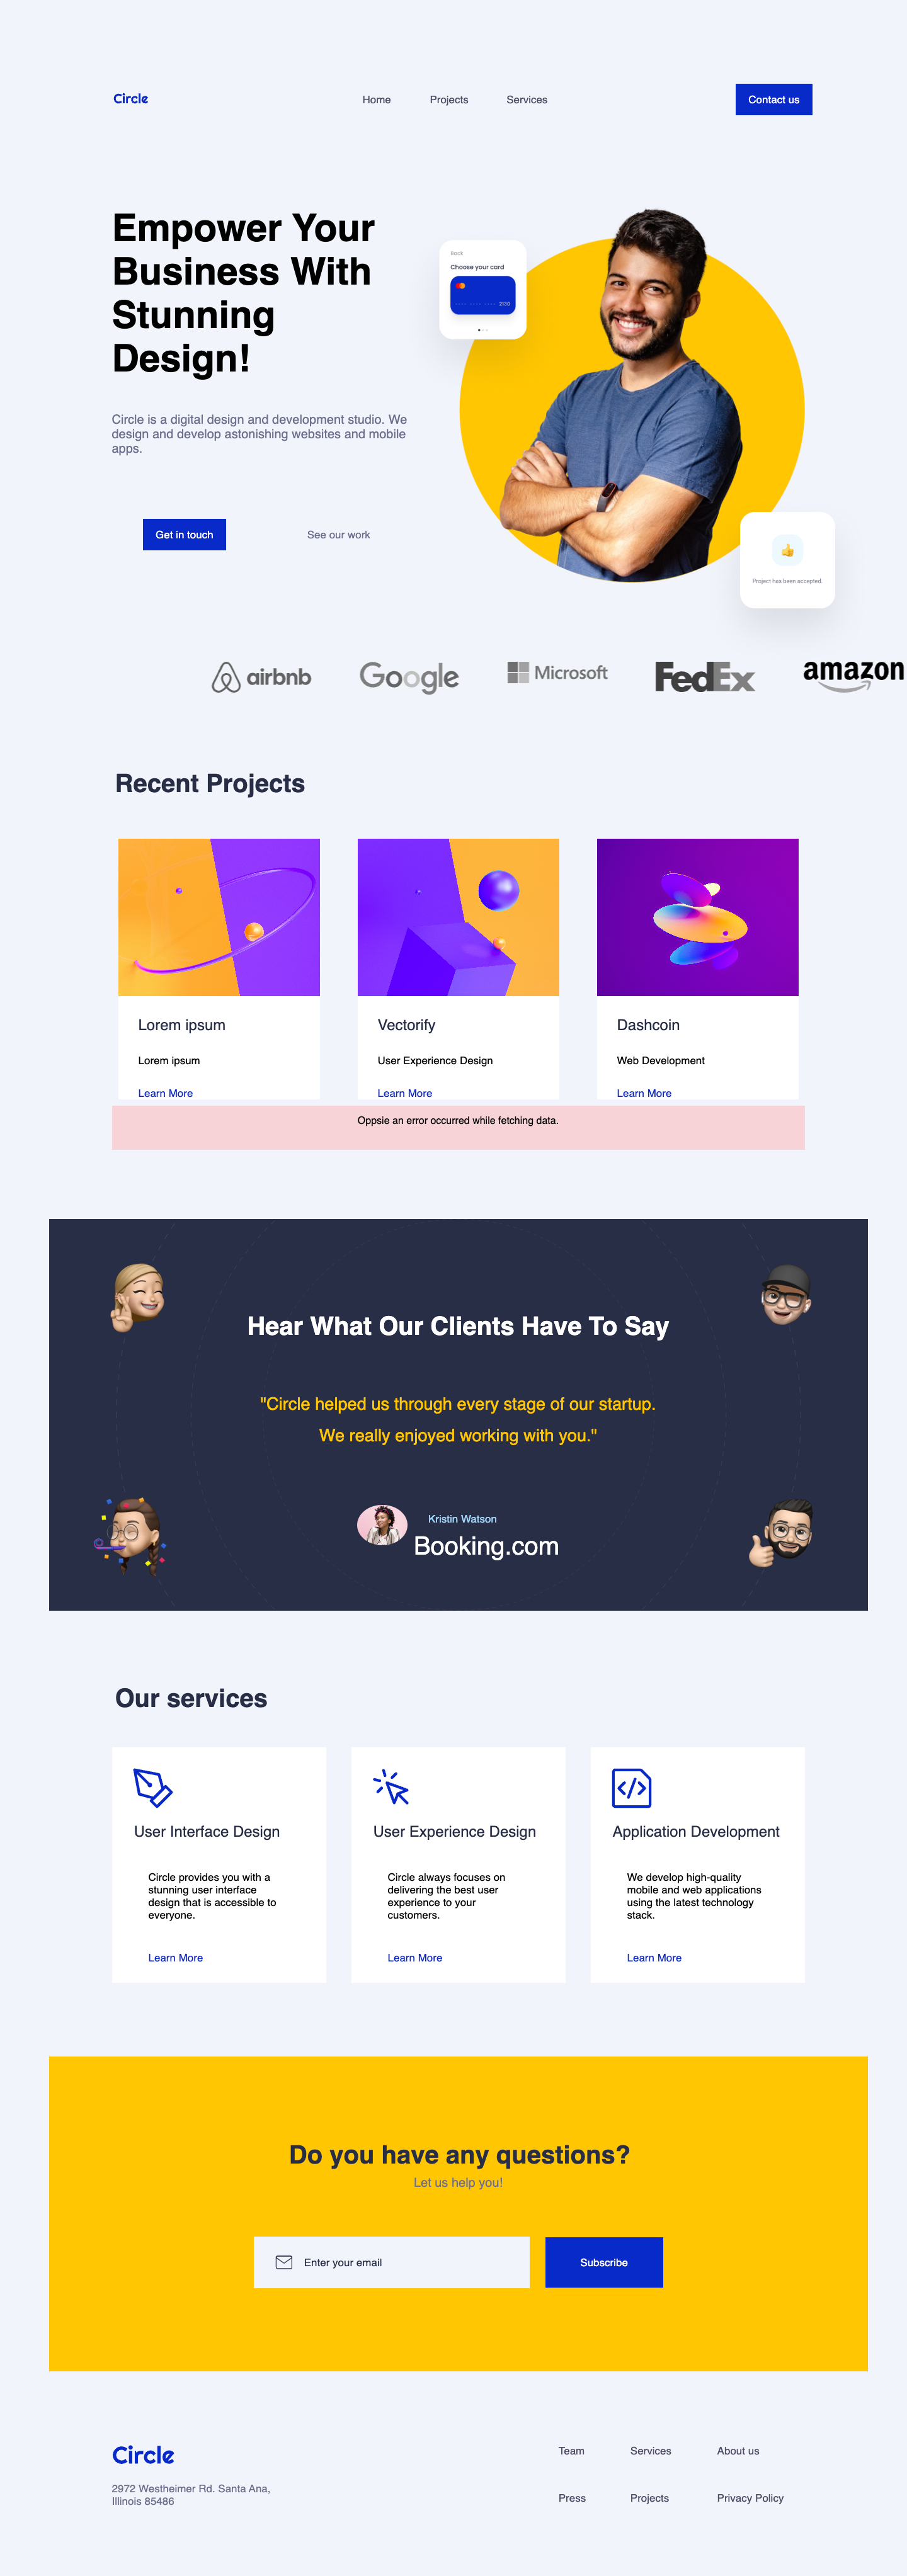 Circle
Home
Projects
Services
Contact us
Empower Your
Business With
Stunning
Design!
Back
Choose your card
Circle is a digital design and development studio. We
design and develop astonishing websites and mobile
apps.
Get in touch
See our work
Project has been accepted
airbnb
Google
Microsoft
FedEx
amazon
Recent Projects
Lorem ipsum
Lorem ipsum
Learn More
Vectorify
User Experience Design
Learn More
Dashcoin
Web Development
Learn More
Oppsie an error occurred while fetching data.
Hear What Our Clients Have To Say
"Circle helped us through every stage of our startup.
We really enjoyed working with you."
Kristin Watson
Booking.com
Our services
User Interface Design
Circle provides you with a
stunning user interface
design that is accessible to
everyone.
Learn More
User Experience Design
Circle always focuses on
delivering the best user
experience to your
customers.
Learn More
Application Development
We develop high-quality
mobile and web applications
using the latest technology
stack.
Learn More
Do you have any questions?
Let us help you!
Enter your email
Subscribe
Circle
2972 Westheimer Rd. Santa Ana,
Illinois 85486
Team
Services
About us
Press
Projects
Privacy Policy